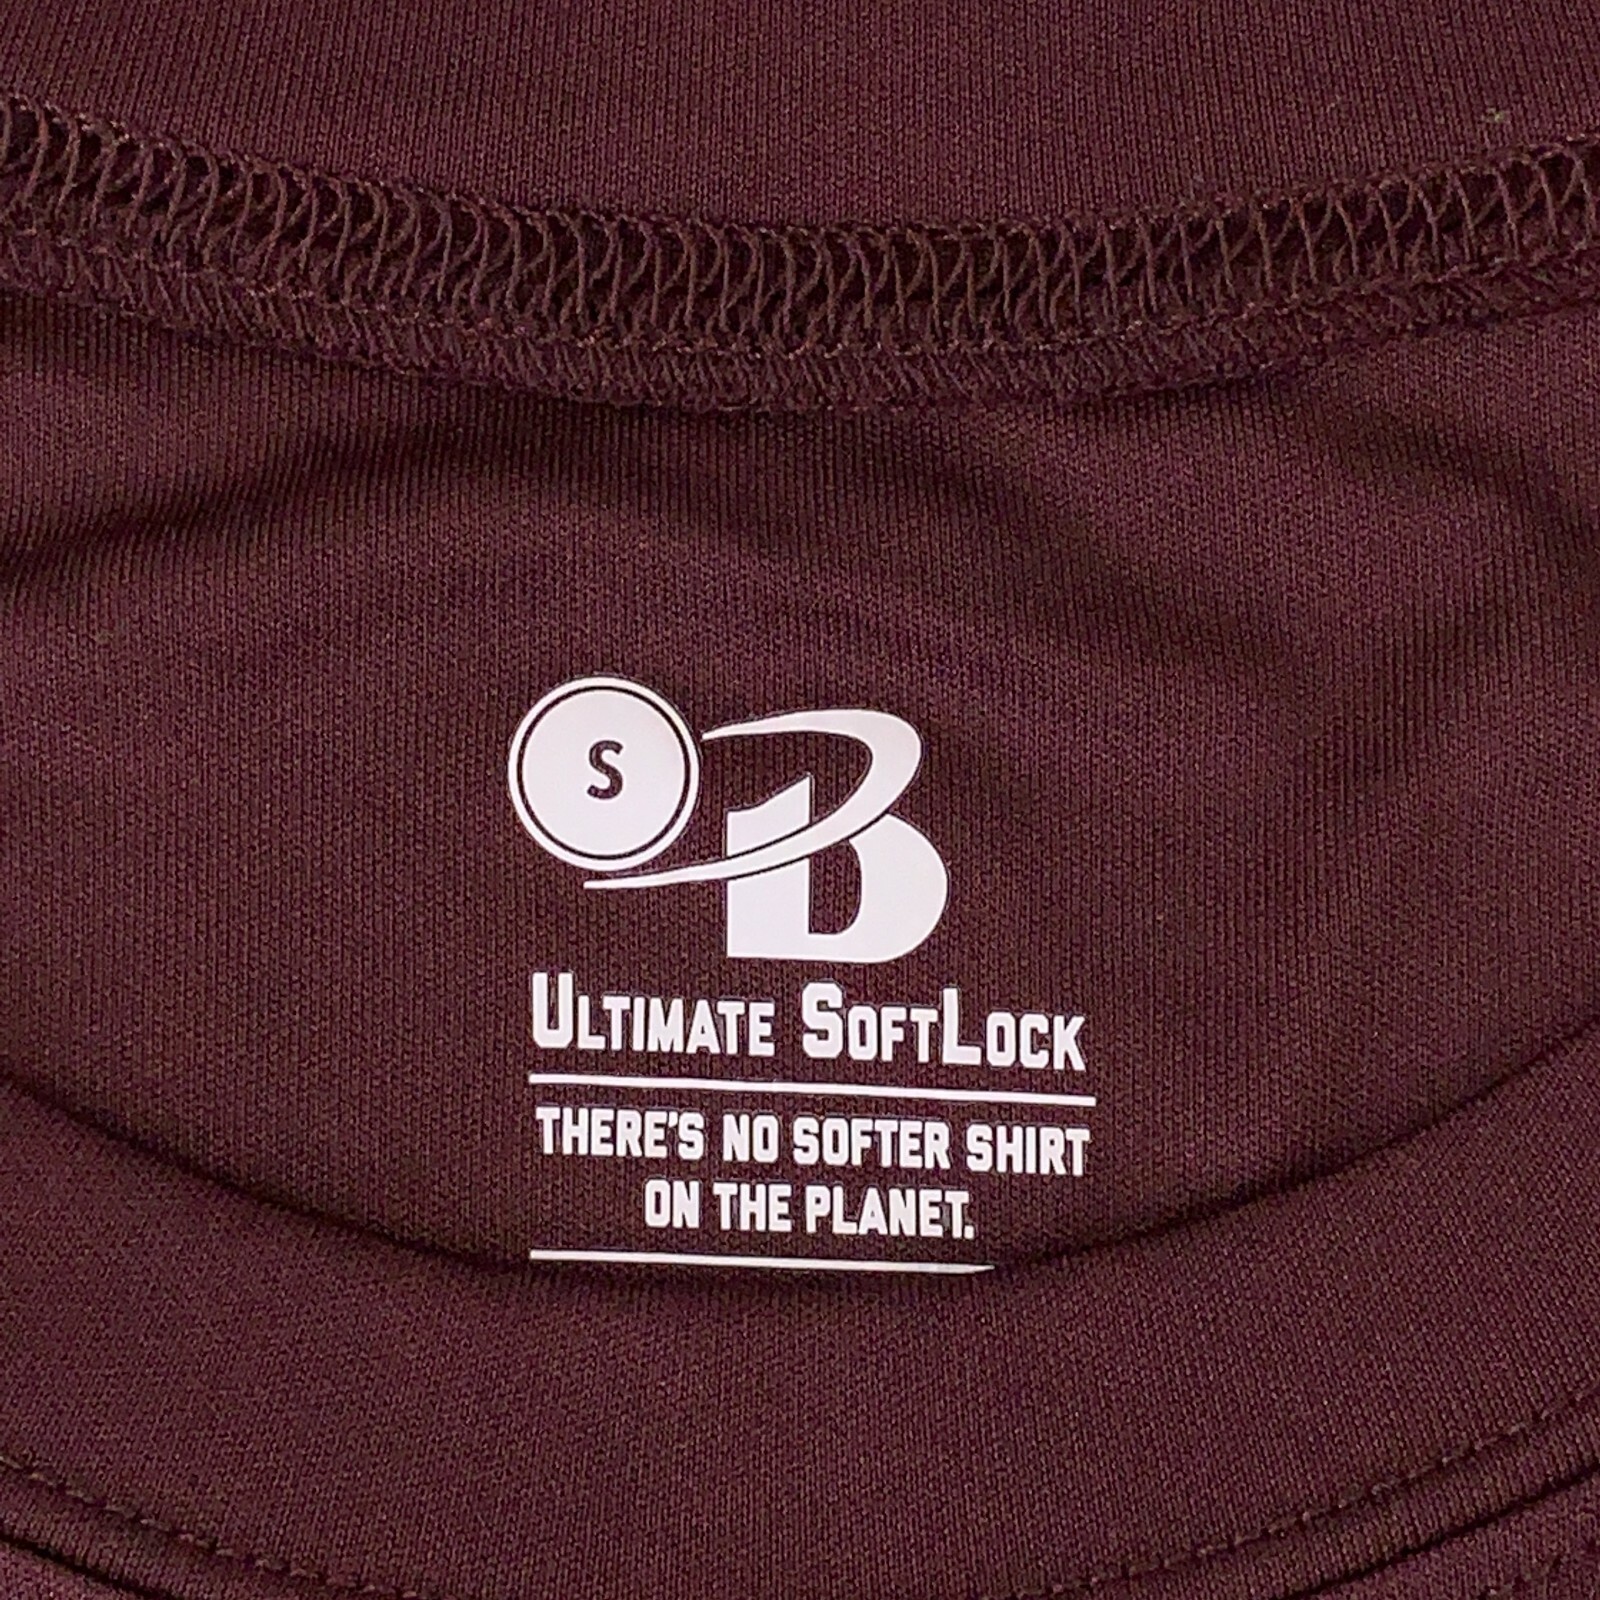 S B
ULTIMATE SOFTLOCK
THERE'S NO SOFTER SHIRT
ON THE PLANET.